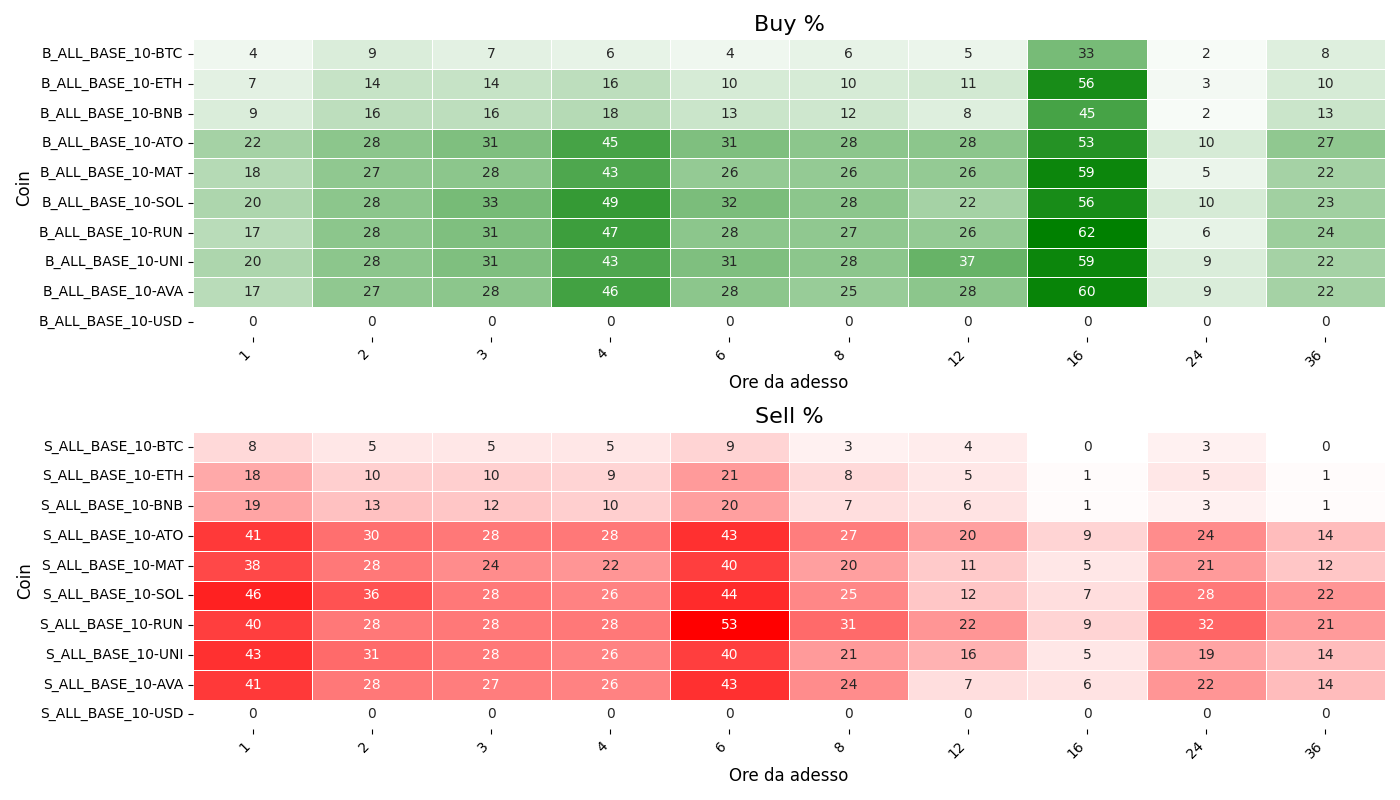 Buy %
Coin
B_ALL_BASE_10-BTC 4 9 7 6 4 6 5 33 2 8
B_ALL_BASE_10-ETH 7 14 14 16 10 10 11 56 3 10
B_ALL_BASE_10-BNB 9 16 16 18 13 12 8 45 2 13
B_ALL_BASE_10-ATO 22 28 31 45 31 28 28 53 10 27
B_ALL_BASE_10-MAT 18 27 28 43 26 26 26 59 5 22
B_ALL_BASE_10-SOL 20 28 33 49 32 28 22 56 10 23
B_ALL_BASE_10-RUN 17 28 31 47 28 27 26 62 6 24
B_ALL_BASE_10-UNI 20 28 31 43 31 28 37 59 9 22
B_ALL_BASE_10-AVA 17 27 28 46 28 25 28 60 9 22
B_ALL_BASE_10-USD 0 0 0 0 0 0 0 0 0 0
1 2 3 4 6 8 12 16 24 36
Ore da adesso
Sell %
Coin
S_ALL_BASE_10-BTC 8 5 5 5 9 3 4 0 3 0
S_ALL_BASE_10-ETH 18 10 10 9 21 8 5 1 5 1
S_ALL_BASE_10-BNB 19 13 12 10 20 7 6 1 3 1
S_ALL_BASE_10-ATO 41 30 28 28 43 27 20 9 24 14
S_ALL_BASE_10-MAT 38 28 24 22 40 20 11 5 21 12
S_ALL_BASE_10-SOL 46 36 28 26 44 25 12 7 28 22
S_ALL_BASE_10-RUN 40 28 28 28 53 31 22 9 32 21
S_ALL_BASE_10-UNI 43 31 28 26 40 21 16 5 19 14
S_ALL_BASE_10-AVA 41 28 27 26 43 24 7 6 22 14
S_ALL_BASE_10-USD 0 0 0 0 0 0 0 0 0 0
1 2 3 4 6 8 12 16 24 36
Ore da adesso